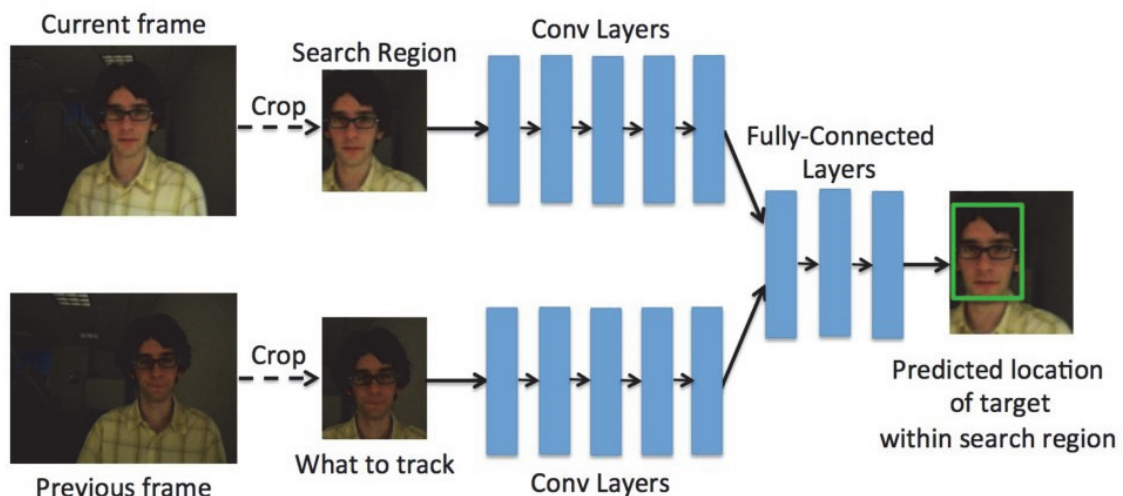 Current frame
Search Region
Conv Layers
Crop
Fully-Connected
Layers
Crop
What to track
Conv Layers
Previous frame
Predicted location
of target
within search region